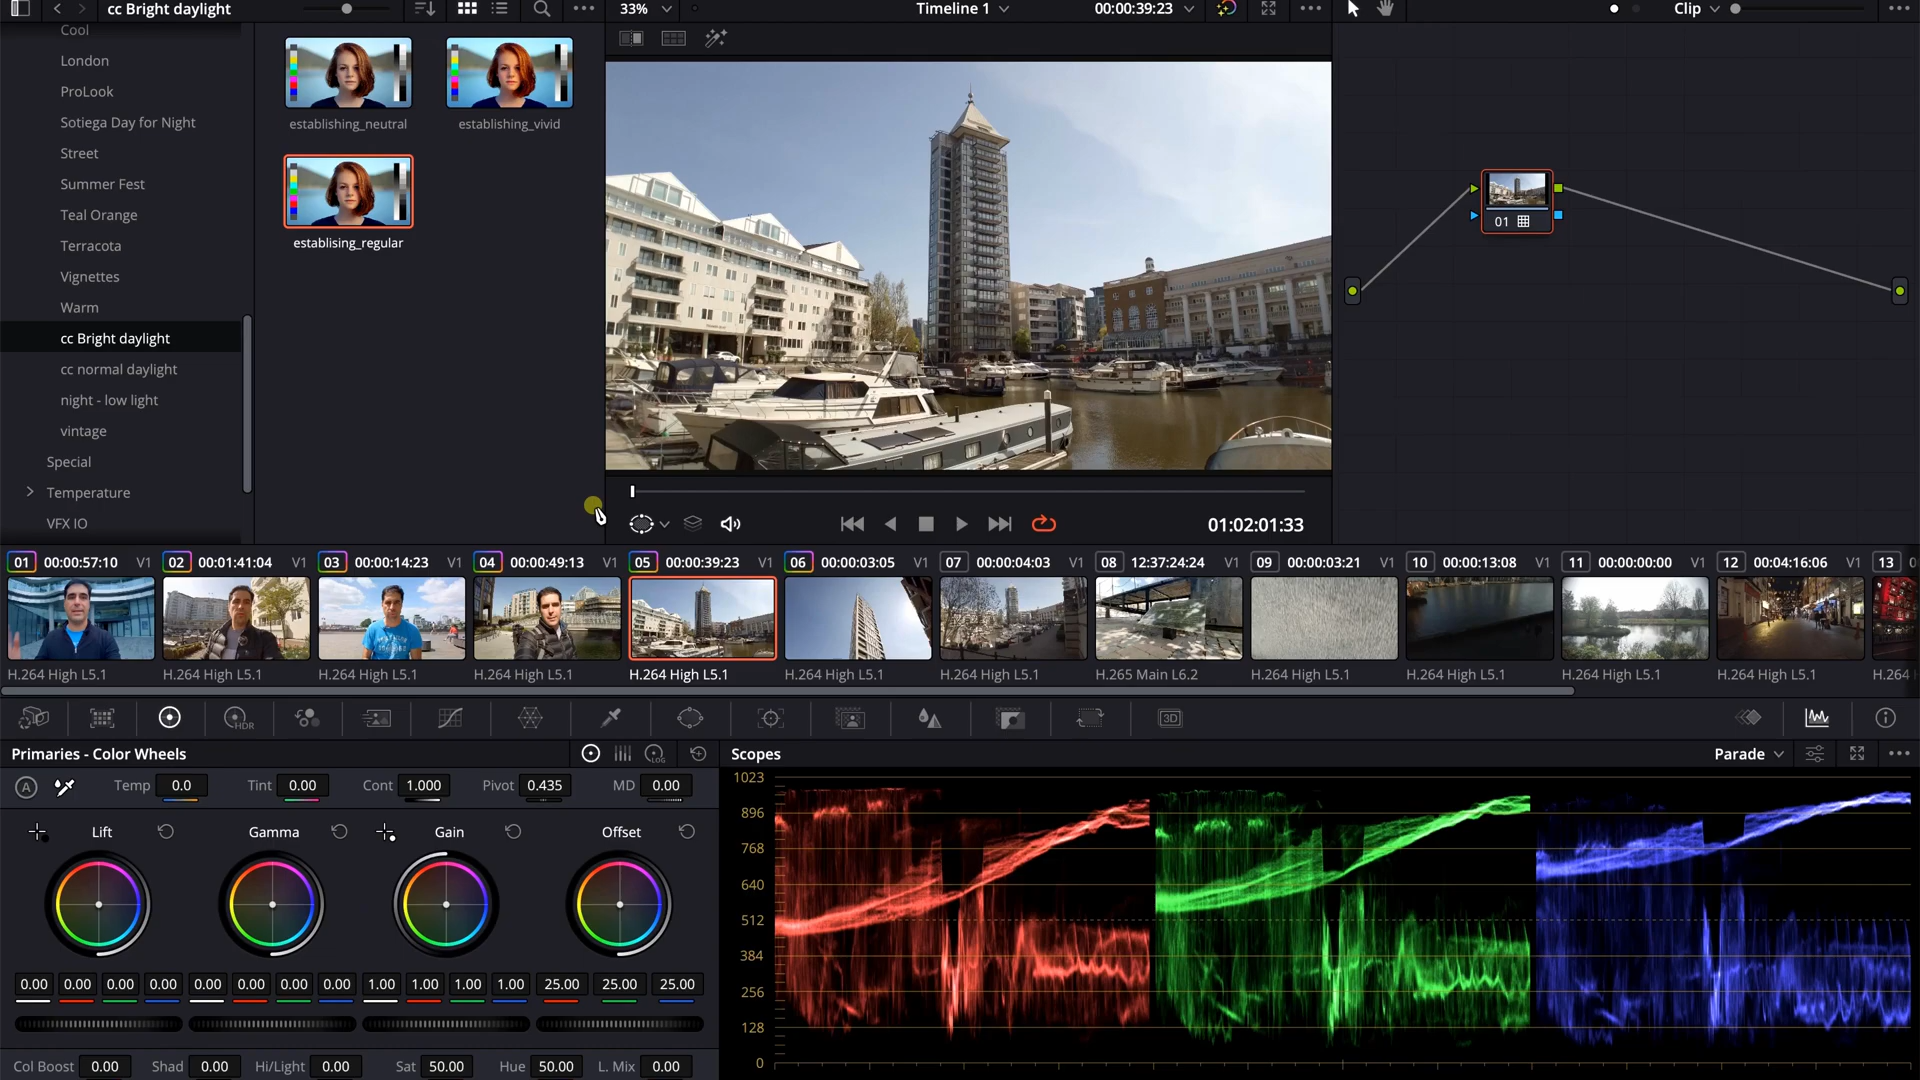 cc Bright daylight
33%
Timeline 1
00:00:39:23
Clip
Cool
London
ProLook
Sotiega Day for Night
Street
Summer Fest
Teal Orange
Terracota
Vignettes
Warm
cc Bright daylight
cc normal daylight
night - low light
vintage
Special
Temperature
VFX IO
establishing_neutral
establishing_vivid
establising_regular
01
01:02:01:33
01 00:00:57:10 V1
02 00:01:41:04 V1
03 00:00:14:23 V1
04 00:00:49:13 V1
05 00:00:39:23 V1
06 00:00:03:05 V1
07 00:00:04:03 V1
08 12:37:24:24 V1
09 00:00:03:21 V1
10 00:00:13:08 V1
11 00:00:00:00 V1
12 00:04:16:06 V1
13 0
H.264 High L5.1
H.264 High L5.1
H.264 High L5.1
H.264 High L5.1
H.264 High L5.1
H.264 High L5.1
H.264 High L5.1
H.265 Main L6.2
H.264 High L5.1
H.264 High L5.1
H.264 High L5.1
H.264 High L5.1
H.264
HDR
3D
Primaries - Color Wheels
LOG
A
Temp 0.0
Tint 0.00
Cont 1.000
Pivot 0.435
MD 0.00
Lift
Gamma
Gain
Offset
0.00 0.00 0.00 0.00
0.00 0.00 0.00 0.00
1.00 1.00 1.00 1.00
25.00 25.00 25.00
Col Boost 0.00
Shad 0.00
Hi/Light 0.00
Sat 50.00
Hue 50.00
L. Mix 0.00
Scopes
Parade
1023
896
768
640
512
384
256
128
0